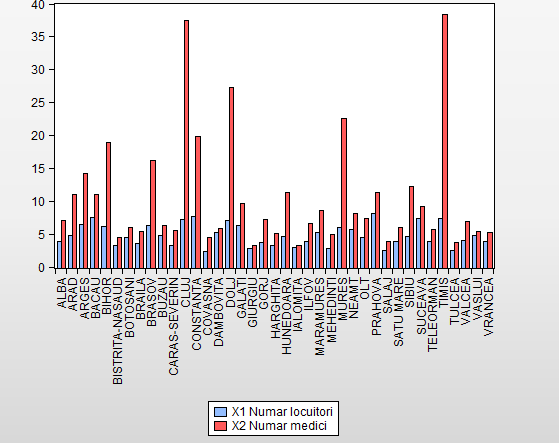 40
35
30
25
20
15
10
5
0
ALBA
ARAD
ARGES
BACAU
BIHOR
BISTRITA-NASAUD
BOTOSANI
BRAILA
BRASOV
BUZAU
CARAS-SEVERIN
CLUJ
CONSTANTA
COVASNA
DAMBOVITA
DOLJ
GALATI
GIURGIU
GORJ
HARGHITA
HUNEDOARA
IALOMITA
ILFOV
MARAMURES
MEHEDINTI
MURES
NEAMT
OLT
PRAHOVA
SALAJ
SATU MARE
SIBIU
SUCEAVA
TELEORMAN
TIMIS
TULCEA
VALCEA
VASLUI
VRANCEA
X1 Numar locuitori
X2 Numar medici